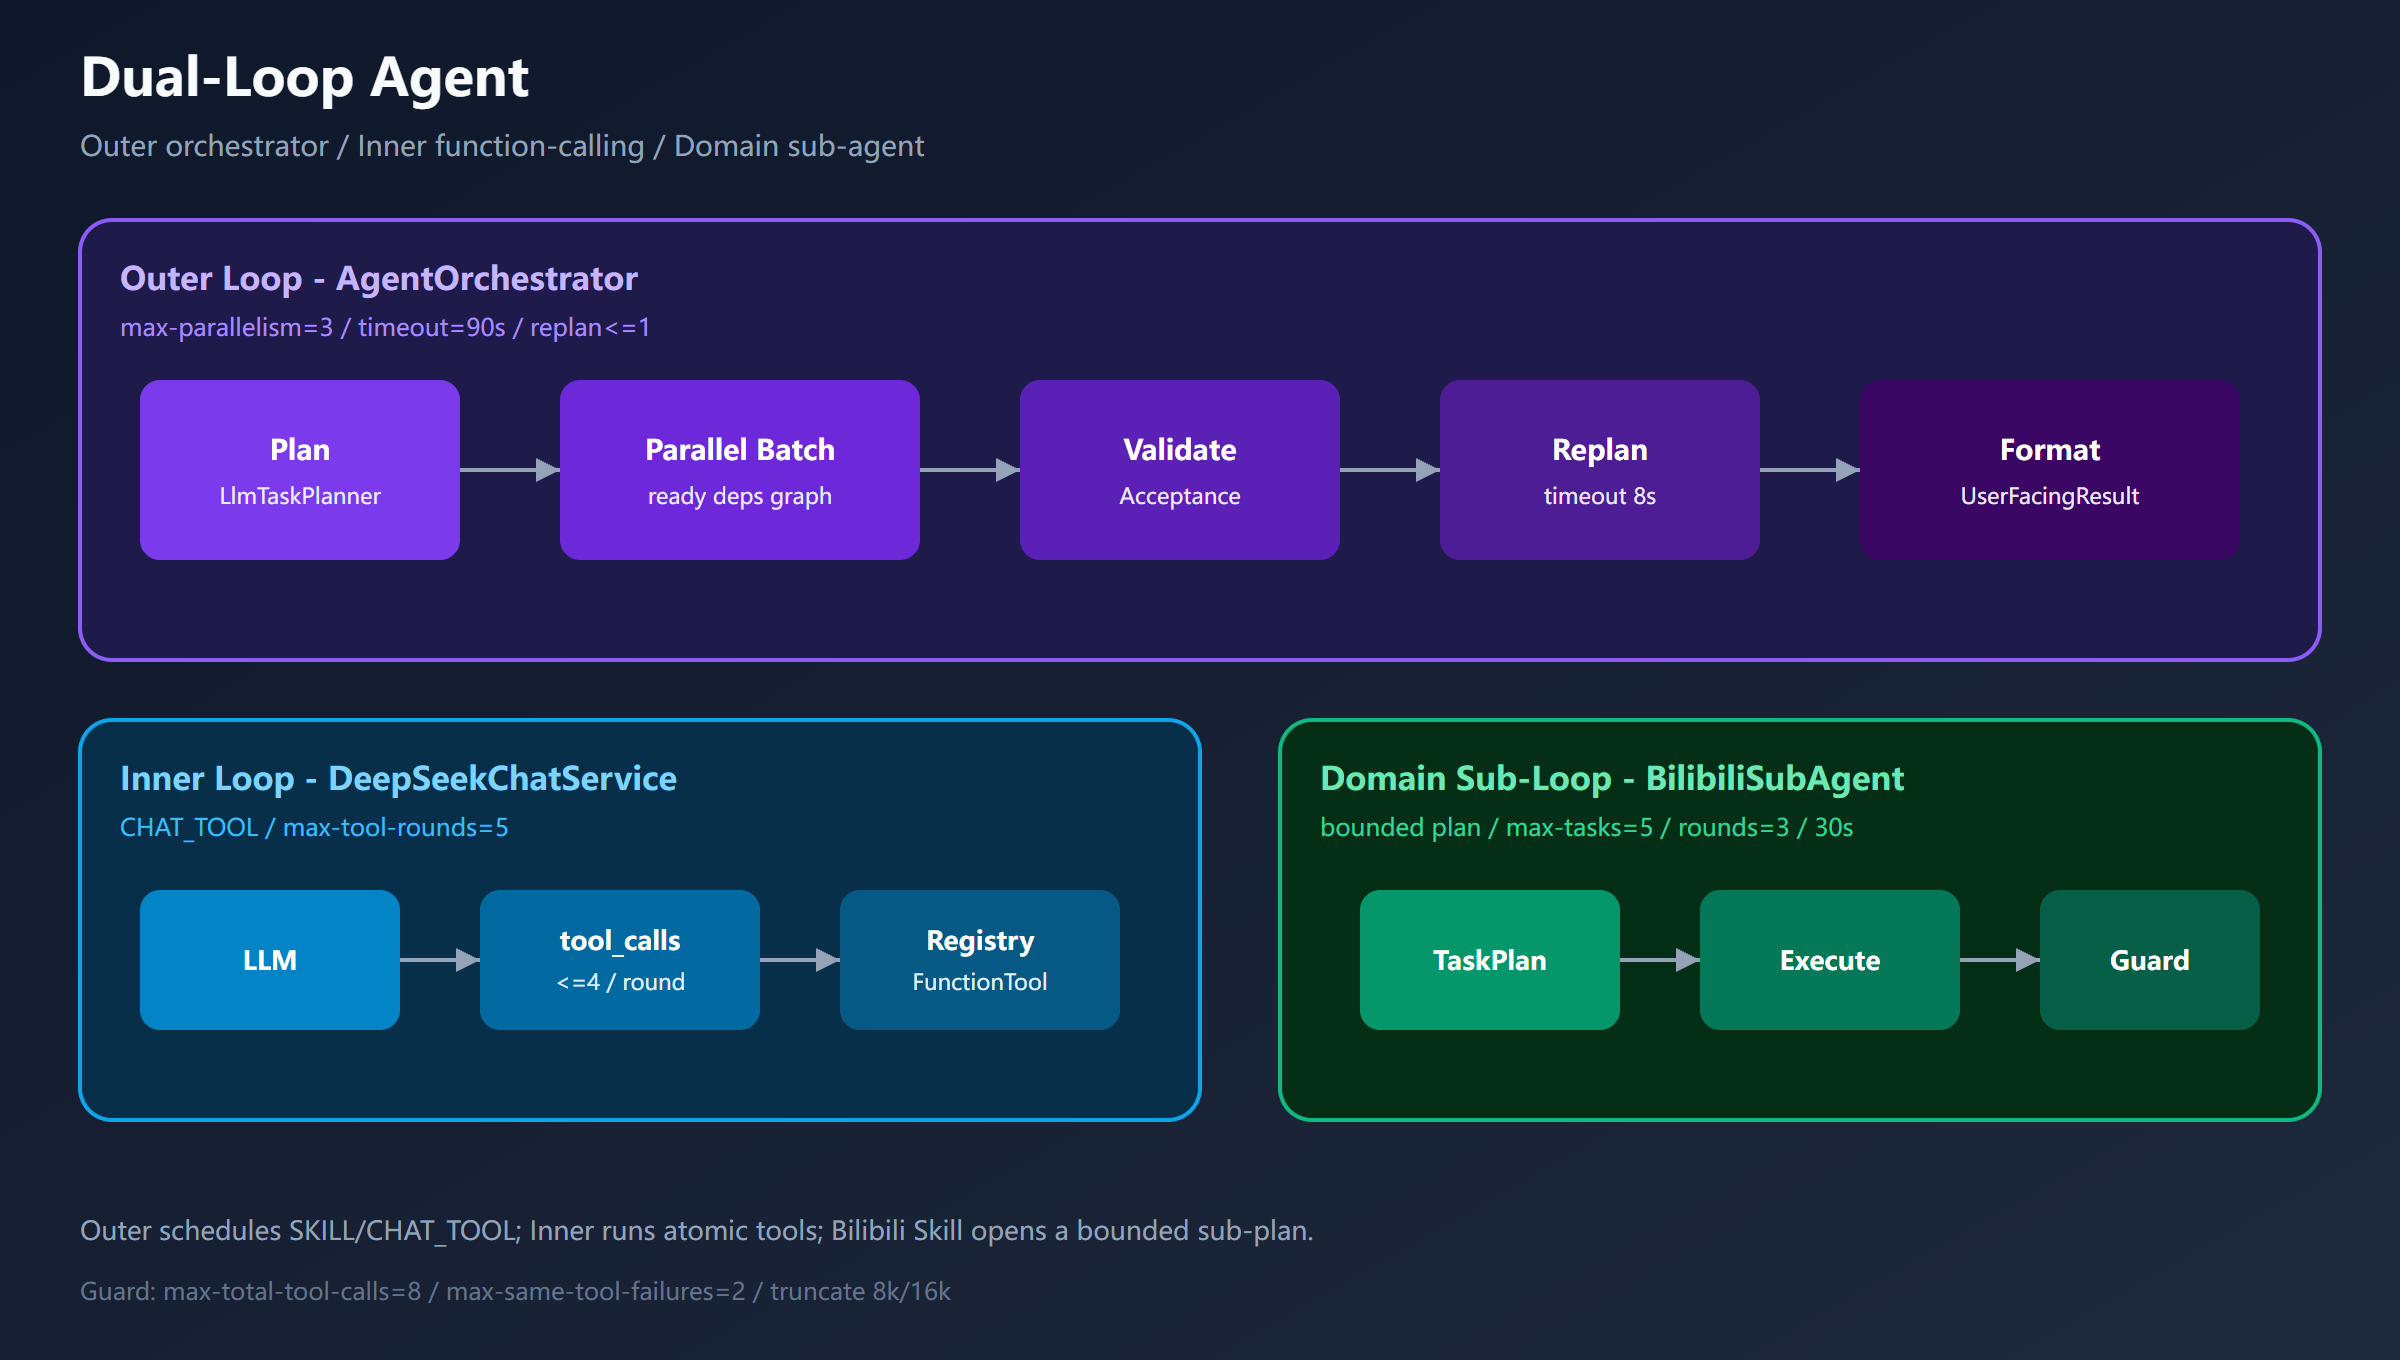 Dual-Loop Agent
Outer orchestrator / Inner function-calling / Domain sub-agent
Outer Loop - AgentOrchestrator
max-parallelism=3 / timeout=90s / replan<=1
Plan
LlmTaskPlanner
Parallel Batch
ready deps graph
Validate
Acceptance
Replan
timeout 8s
Format
UserFacingResult
Inner Loop - DeepSeekChatService
CHAT_TOOL / max-tool-rounds=5
LLM
tool_calls
<=4 / round
Registry
FunctionTool
Domain Sub-Loop - BilibiliSubAgent
bounded plan / max-tasks=5 / rounds=3 / 30s
TaskPlan
Execute
Guard
Outer schedules SKILL/CHAT_TOOL; Inner runs atomic tools; Bilibili Skill opens a bounded sub-plan.
Guard: max-total-tool-calls=8 / max-same-tool-failures=2 / truncate 8k/16k